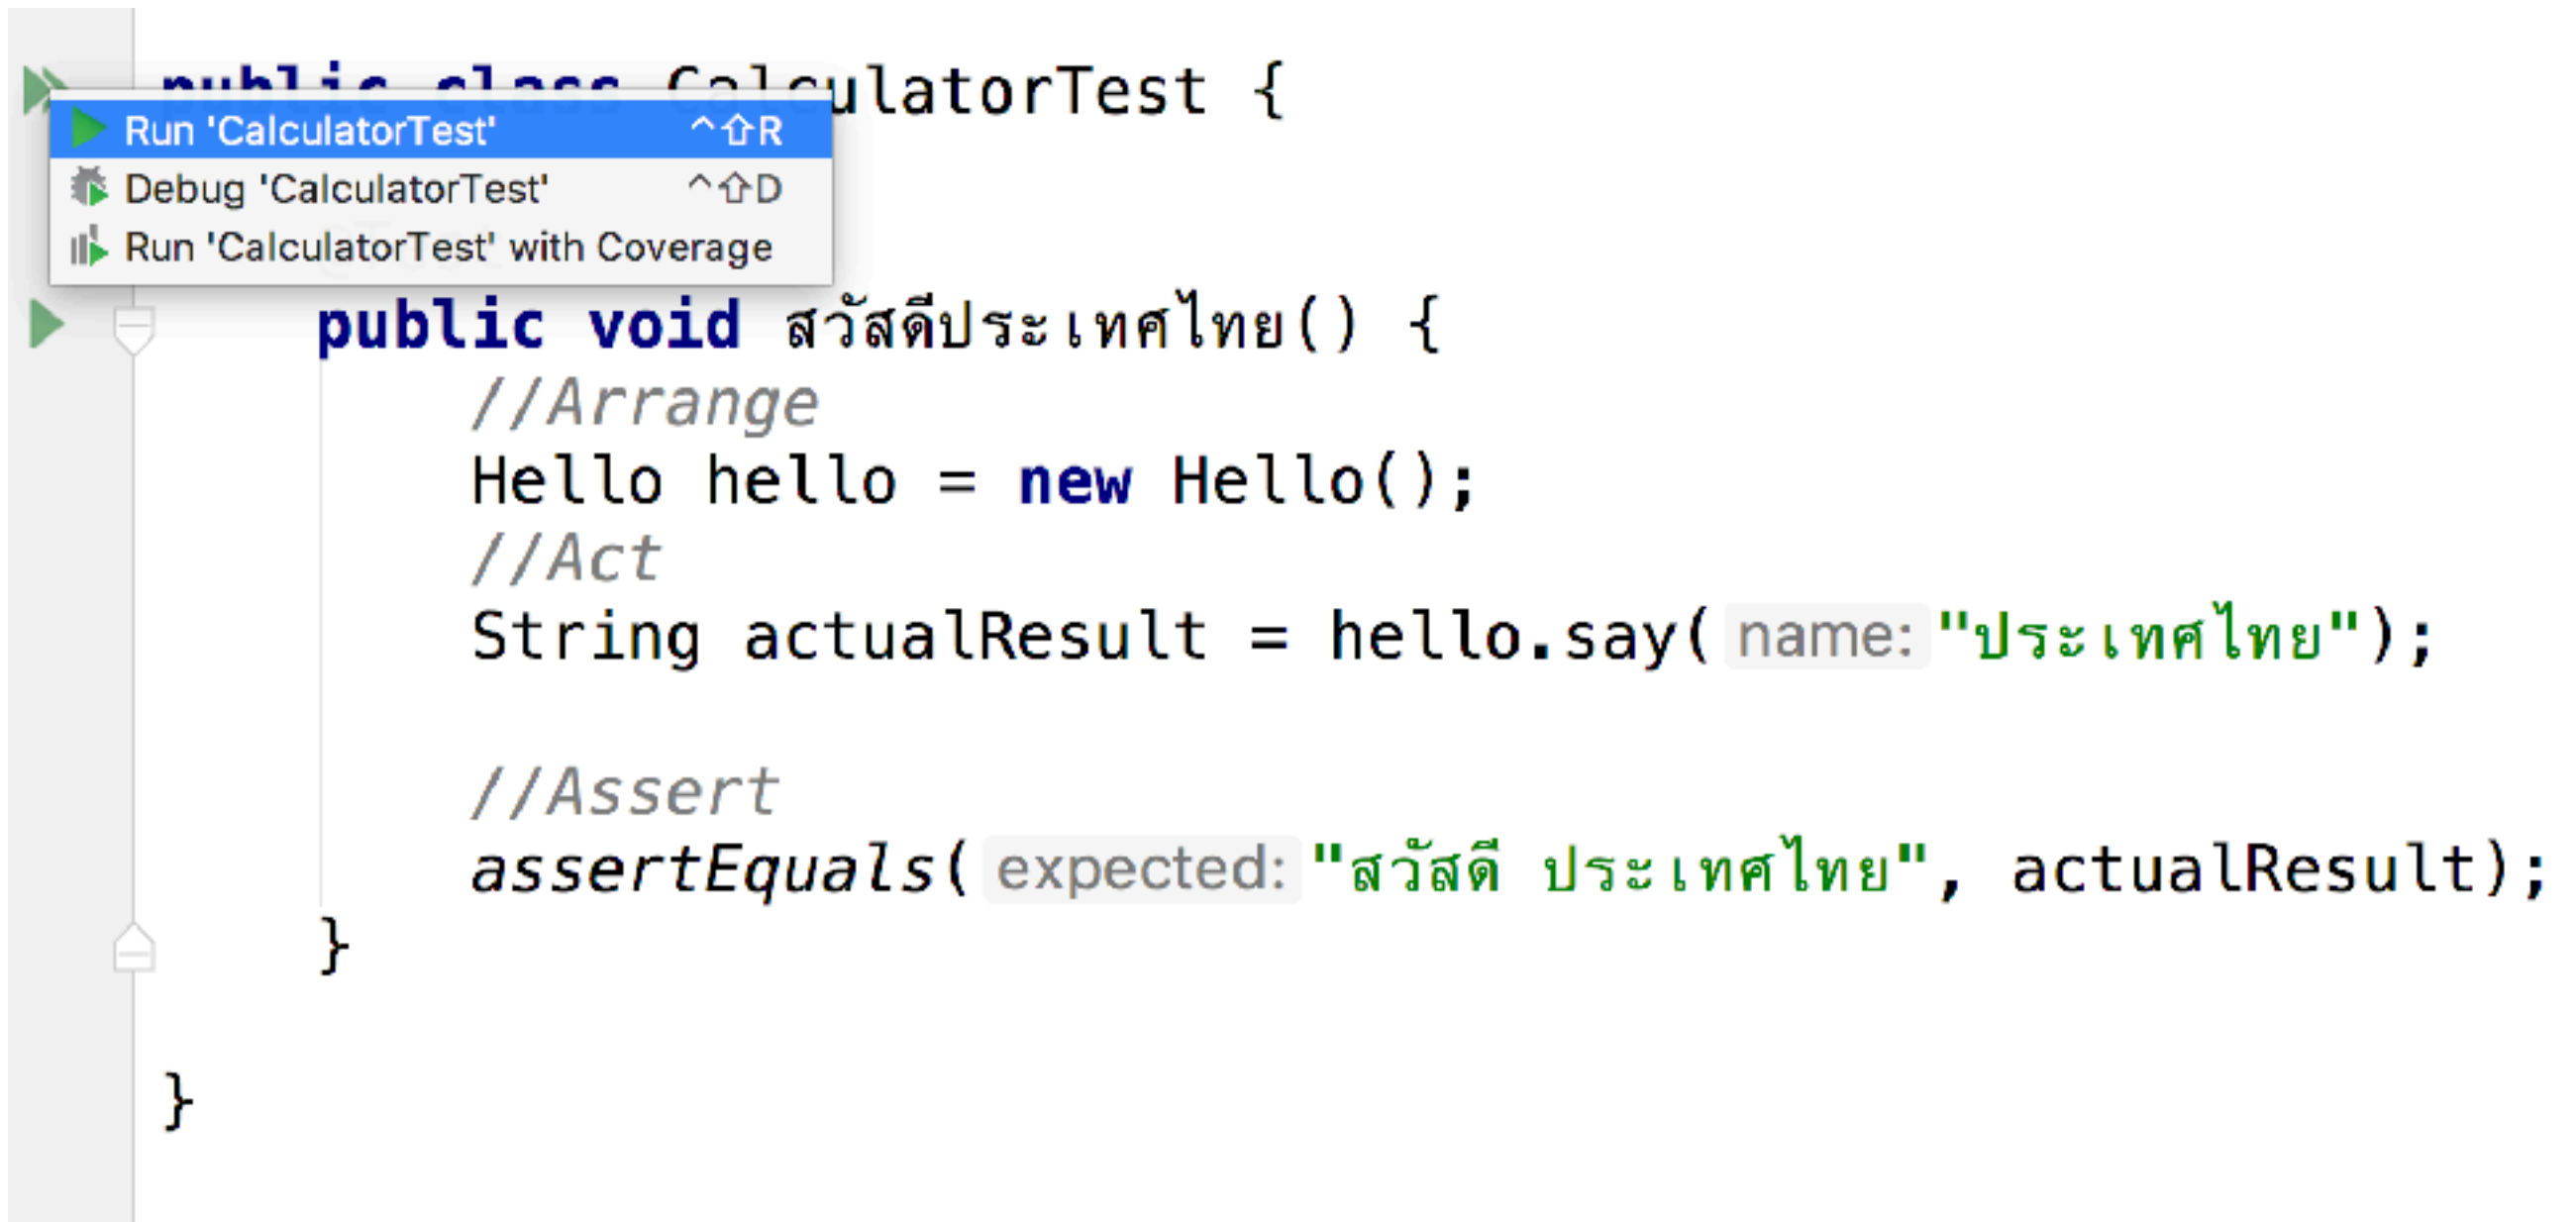 public class CalculatorTest {
Run 'CalculatorTest' ^⇧R
Debug 'CalculatorTest' ^⇧D
Run 'CalculatorTest' with Coverage
public void สวัสดีประเทศไทย() {
//Arrange
Hello hello = new Hello();
//Act
String actualResult = hello.say( name: "ประเทศไทย");
//Assert
assertEquals( expected: "สวัสดี ประเทศไทย", actualResult);
}
}